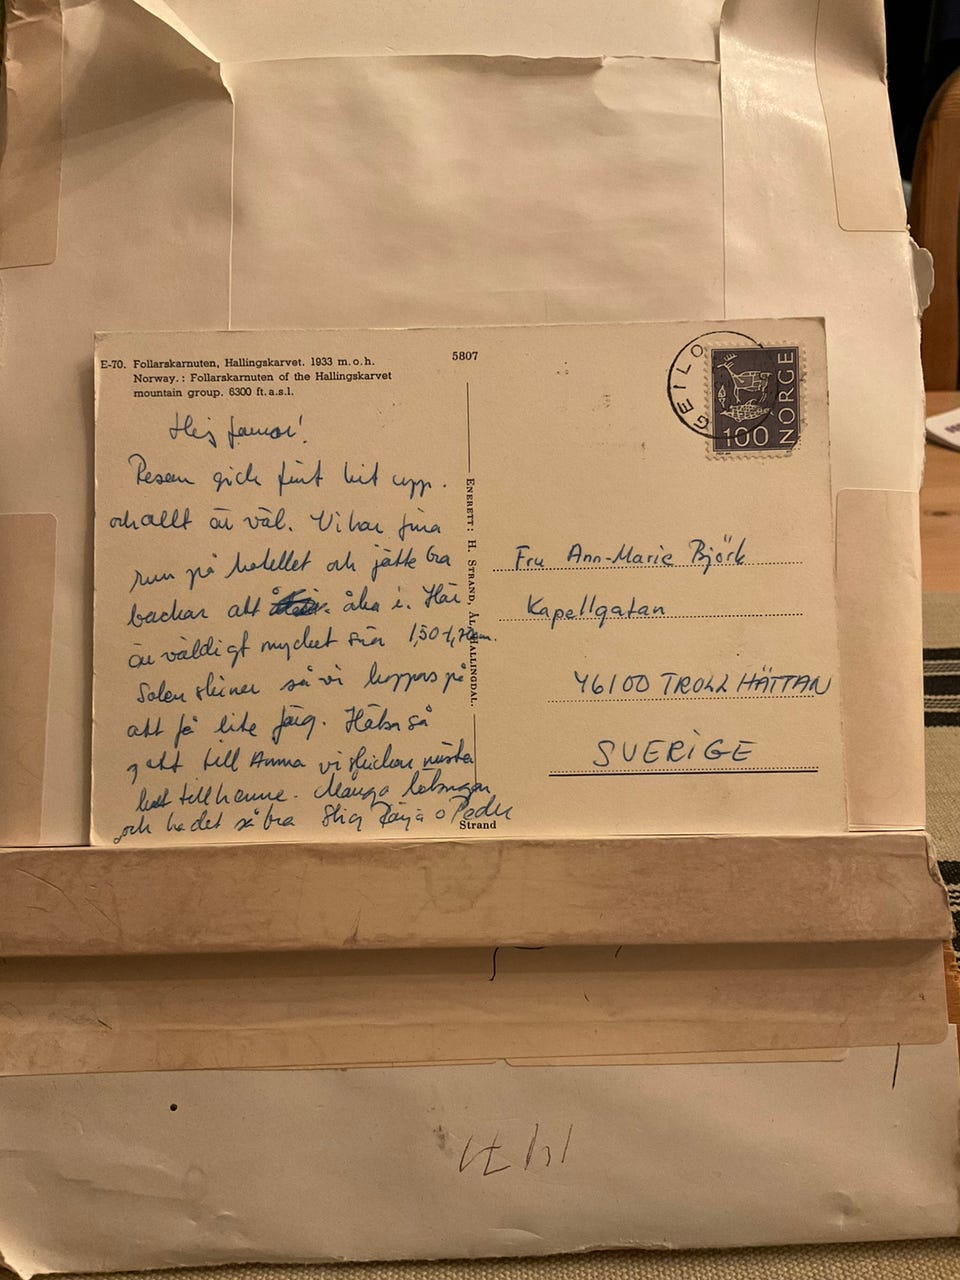 E-70. Follarskarnuten, Hallingskarvet. 1933 m.o.h.
Norway.: Follarskarnuten of the Hallingskarvet
mountain group. 6300 ft.a.s.l.
5807
Hej farmor!
Resan gick fint hit upp.
och allt är väl. Vi har fina
rum på hotellet och jätte bra
backar att åka i. Här
är väldigt mycket snö 1,50-1,70 m.
Solen skiner så vi hoppas på
att få lite färg. Hälsa så
gott till Anna vi skickar nästa
kort till henne. Många hälsningar
och ha det så bra Stig o Peder
ENERETT: H. STRAND, ÅL, HALLINGDAL.
Strand
GEILO
100 NORGE
Fru Ann-Marie Björk
Kapellgatan
46100 TROLLHÄTTAN
SVERIGE